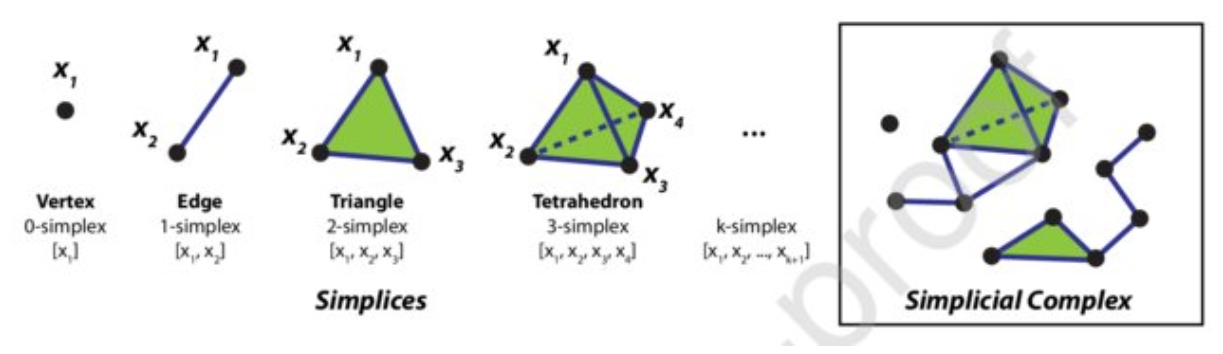 x₁
Vertex
0-simplex
[x₁]
x₁
x₂
Edge
1-simplex
[x₁, x₂]
x₁
x₂
x₃
Triangle
2-simplex
[x₁, x₂, x₃]
x₁
x₂
x₃
x₄
Tetrahedron
3-simplex
[x₁, x₂, x₃, x₄]
...
k-simplex
[x₁, x₂, ..., xₖ₊₁]
Simplices
Simplicial Complex
proof